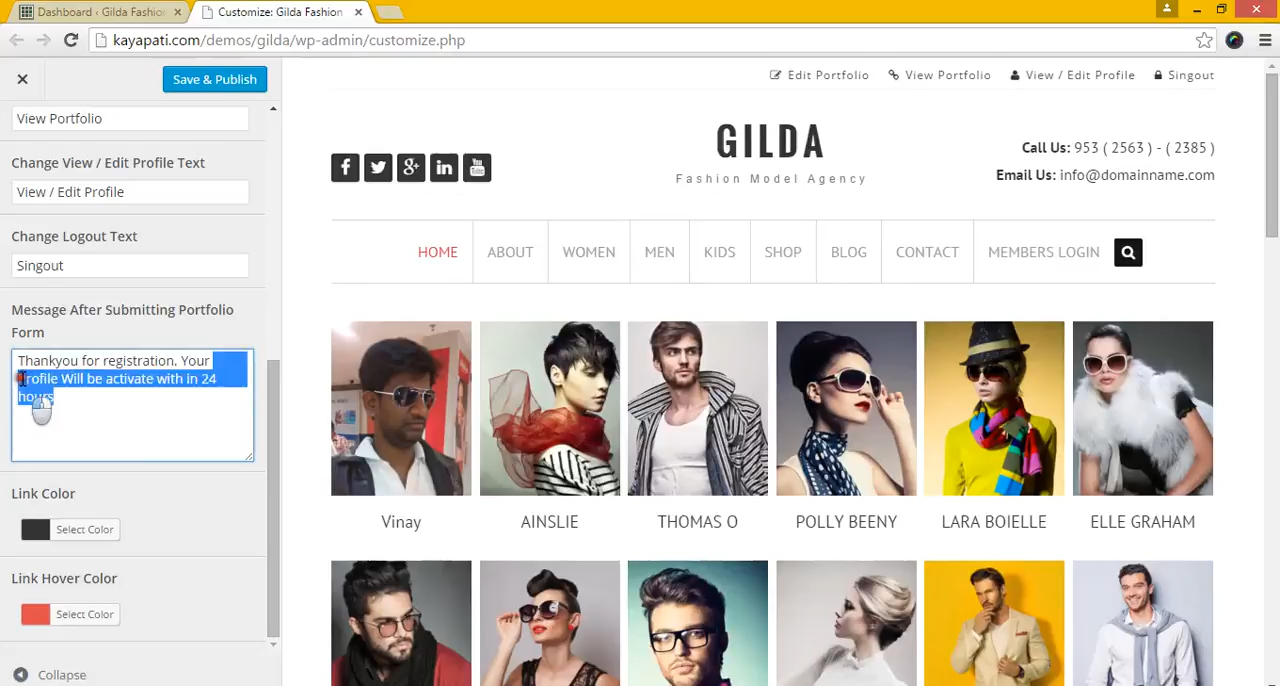 Dashboard ‹ Gilda Fashion
Customize: Gilda Fashion
kayapati.com/demos/gilda/wp-admin/customize.php
Save & Publish
View Portfolio
Change View / Edit Profile Text
View / Edit Profile
Change Logout Text
Singout
Message After Submitting Portfolio
Form
Thankyou for registration. Your
profile Will be activate with in 24
hours
Link Color
Select Color
Link Hover Color
Select Color
Collapse
Edit Portfolio
View Portfolio
View / Edit Profile
Singout
GILDA
Fashion Model Agency
Call Us: 953 ( 2563 ) - ( 2385 )
Email Us: info@domainname.com
HOME
ABOUT
WOMEN
MEN
KIDS
SHOP
BLOG
CONTACT
MEMBERS LOGIN
Vinay
AINSLIE
THOMAS O
POLLY BEENY
LARA BOIELLE
ELLE GRAHAM